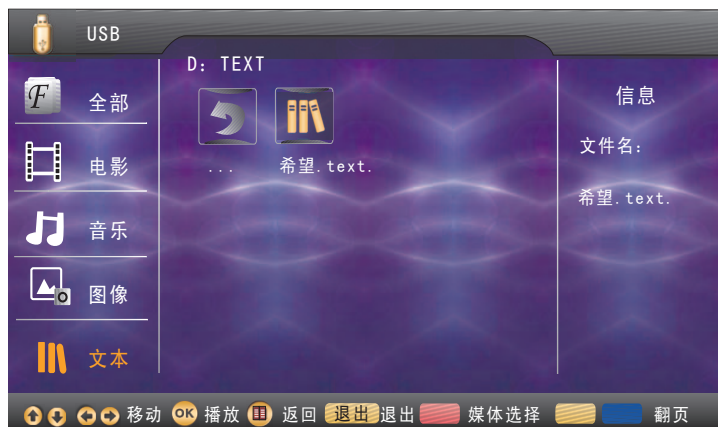 USB
D: TEXT
F 全部
电影
音乐
图像
文本
... 希望.text.
信息
文件名:
希望.text.
移动 OK 播放 返回 退出 退出 媒体选择 翻页